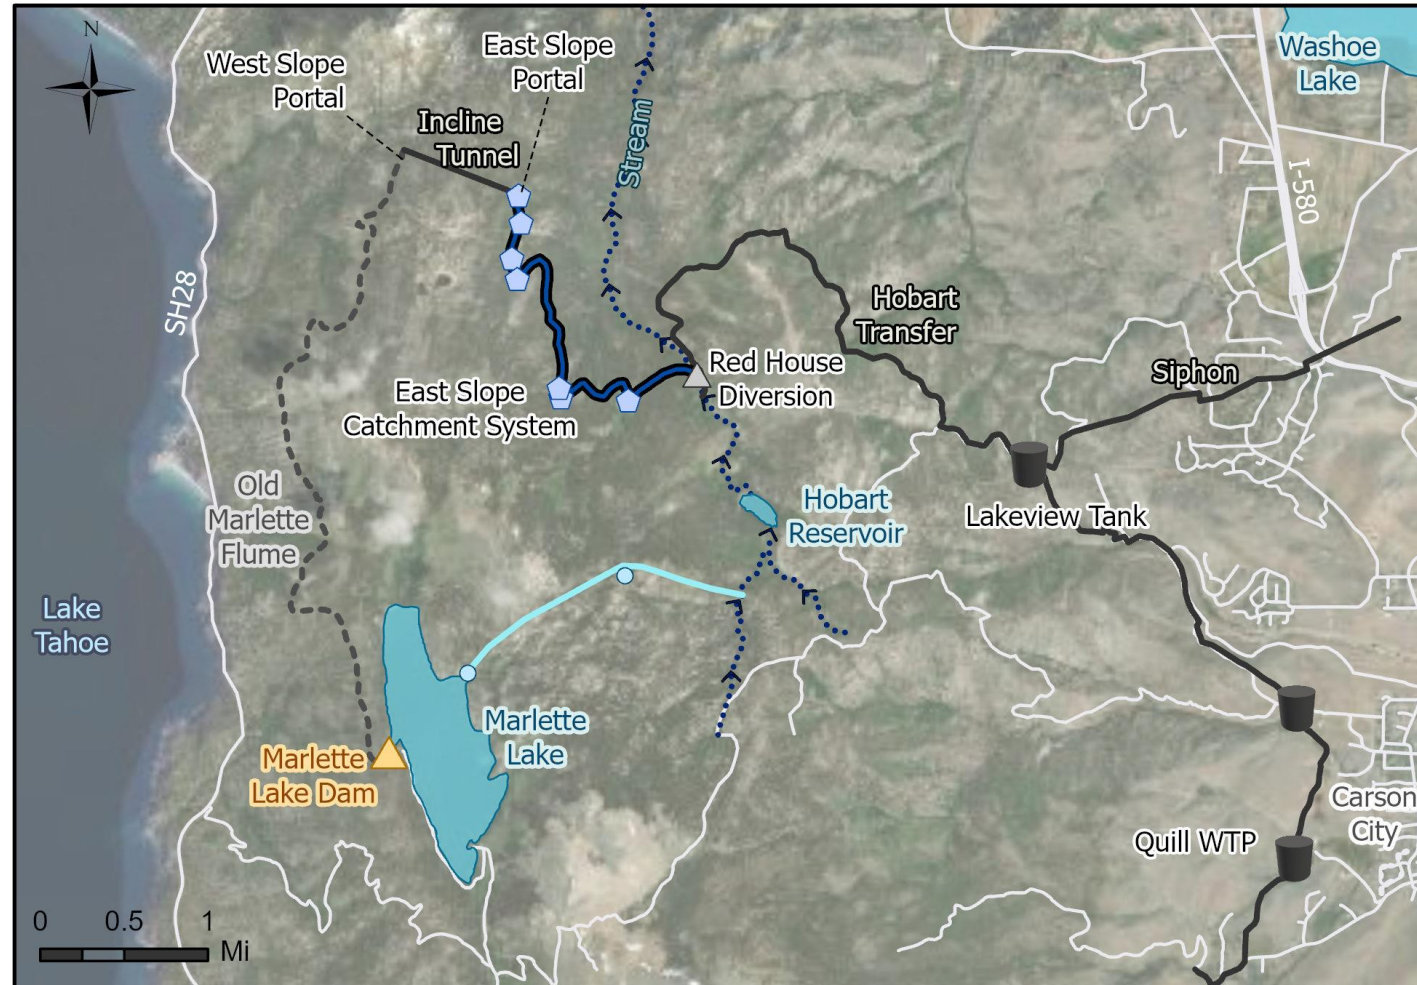 N
West Slope
Portal
East Slope
Portal
Washoe
Lake
Incline
Tunnel
Stream
I-580
SH28
Hobart
Transfer
Red House
Diversion
Siphon
East Slope
Catchment System
Old
Marlette
Flume
Hobart
Reservoir
Lakeview Tank
Lake
Tahoe
Marlette
Lake
Marlette
Lake Dam
Carson
City
Quill WTP
0 0.5 1
Mi